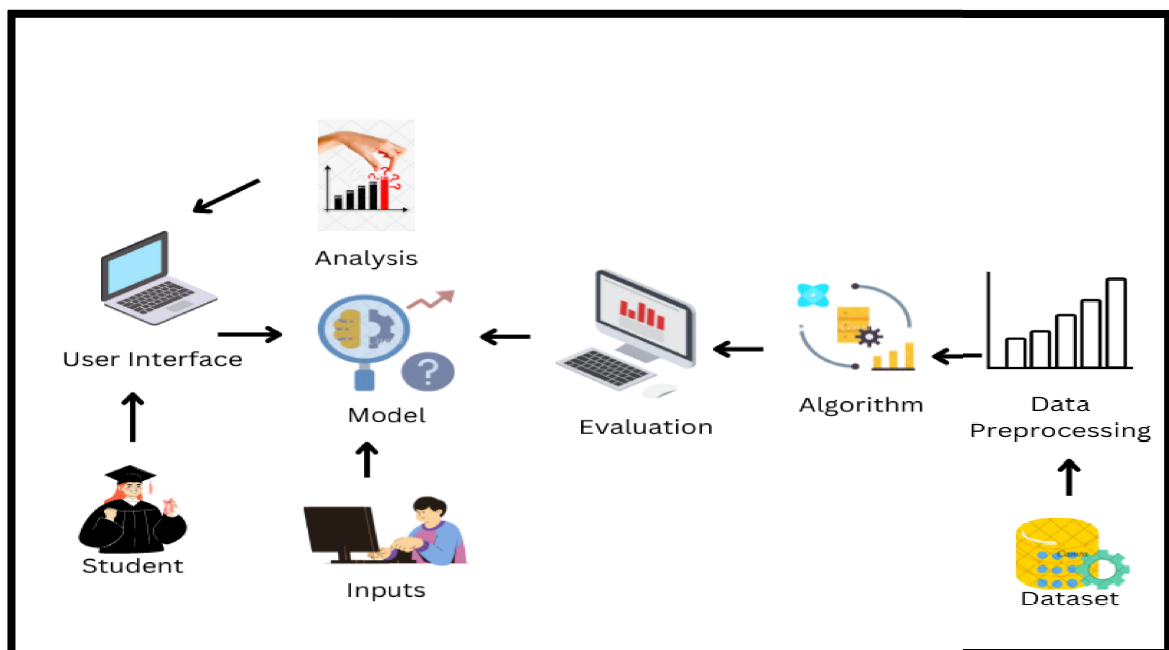 Analysis
User Interface
Model
Evaluation
Algorithm
Data
Preprocessing
Student
Inputs
Dataset
?